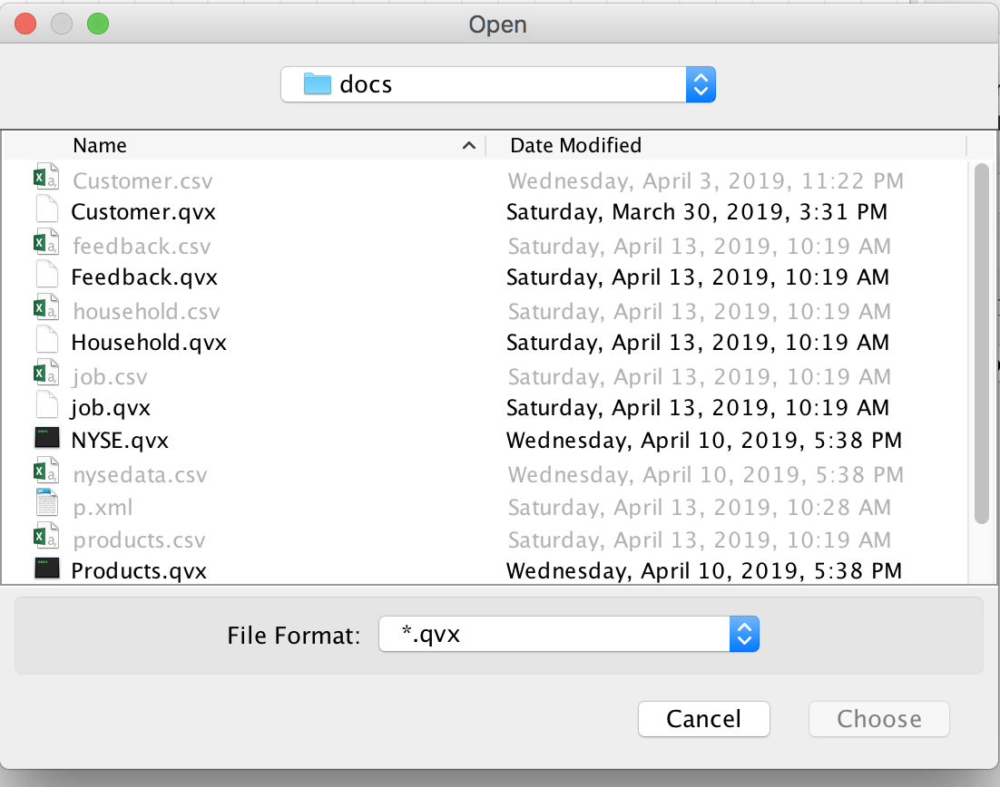 Open
docs
Name Date Modified
Customer.csv Wednesday, April 3, 2019, 11:22 PM
Customer.qvx Saturday, March 30, 2019, 3:31 PM
feedback.csv Saturday, April 13, 2019, 10:19 AM
Feedback.qvx Saturday, April 13, 2019, 10:19 AM
household.csv Saturday, April 13, 2019, 10:19 AM
Household.qvx Saturday, April 13, 2019, 10:19 AM
job.csv Saturday, April 13, 2019, 10:19 AM
job.qvx Saturday, April 13, 2019, 10:19 AM
NYSE.qvx Wednesday, April 10, 2019, 5:38 PM
nysedata.csv Wednesday, April 10, 2019, 5:38 PM
p.xml Saturday, April 13, 2019, 10:28 AM
products.csv Saturday, April 13, 2019, 10:19 AM
Products.qvx Wednesday, April 10, 2019, 5:38 PM
File Format: *.qvx
Cancel Choose